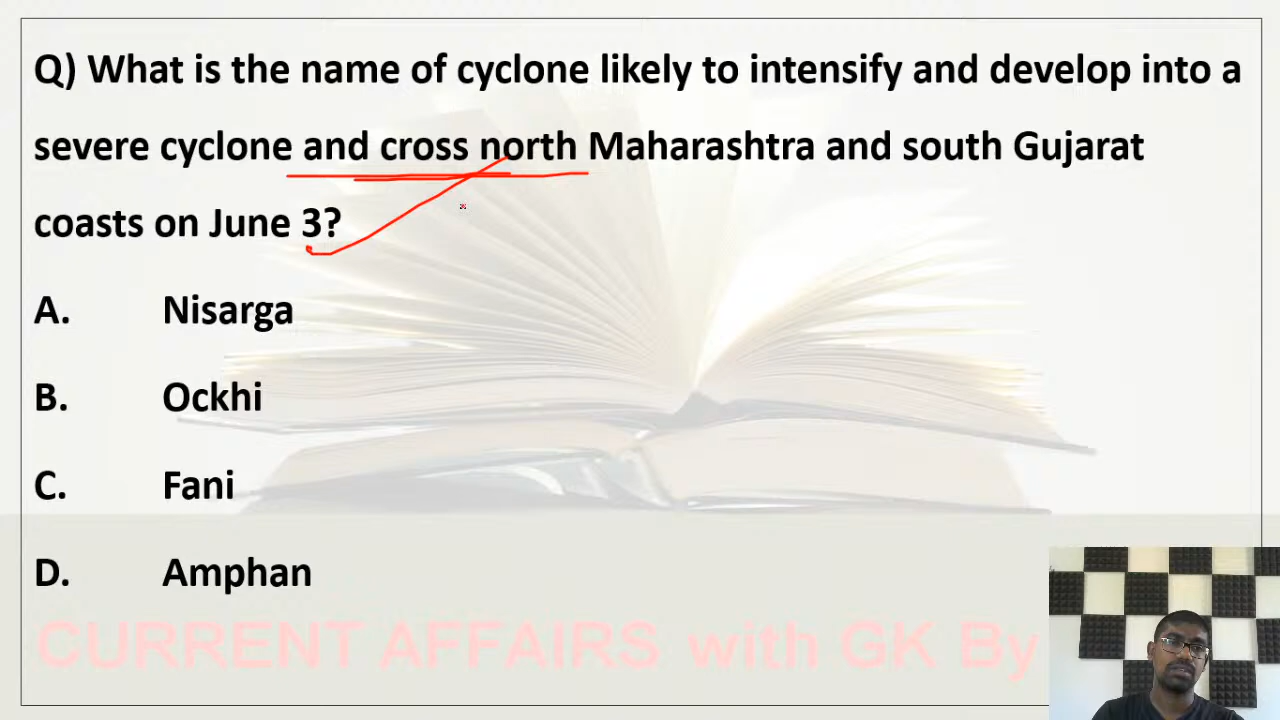 Q) What is the name of cyclone likely to intensify and develop into a
severe cyclone and cross north Maharashtra and south Gujarat
coasts on June 3?
A. Nisarga
B. Ockhi
C. Fani
D. Amphan
CURRENT AFFAIRS with GK By